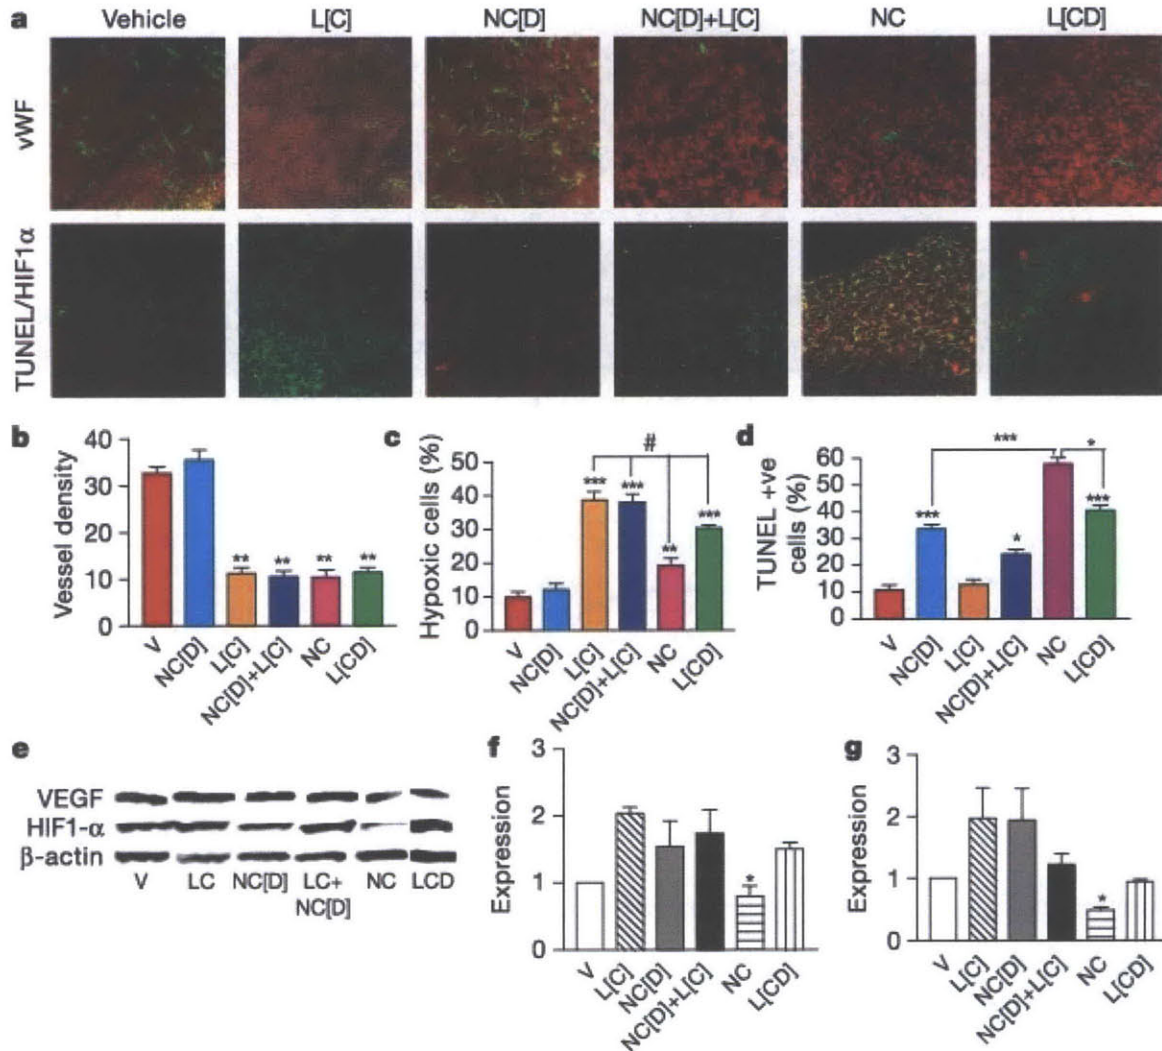 a Vehicle L[C] NC[D] NC[D]+L[C] NC L[CD]
vWF
TUNEL/HIF1α
b
Vessel density
40
30
20
10
0
** ** ** **
V NC[D] L[C] NC[D]+L[C] NC L[CD]
c
Hypoxic cells (%)
50
40
30
20
10
0
#
*** *** ** ***
V NC[D] L[C] NC[D]+L[C] NC L[CD]
d
TUNEL +ve
cells (%)
60
50
40
30
20
10
0
*** *
*** * ***
V NC[D] L[C] NC[D]+L[C] NC L[CD]
e
VEGF
HIF1-α
β-actin
V LC NC[D] LC+ NC LCD
NC[D]
f
Expression
3
2
1
0
*
V L[C] NC[D] NC[D]+L[C] NC L[CD]
g
Expression
3
2
1
0
*
V L[C] NC[D] NC[D]+L[C] NC L[CD]